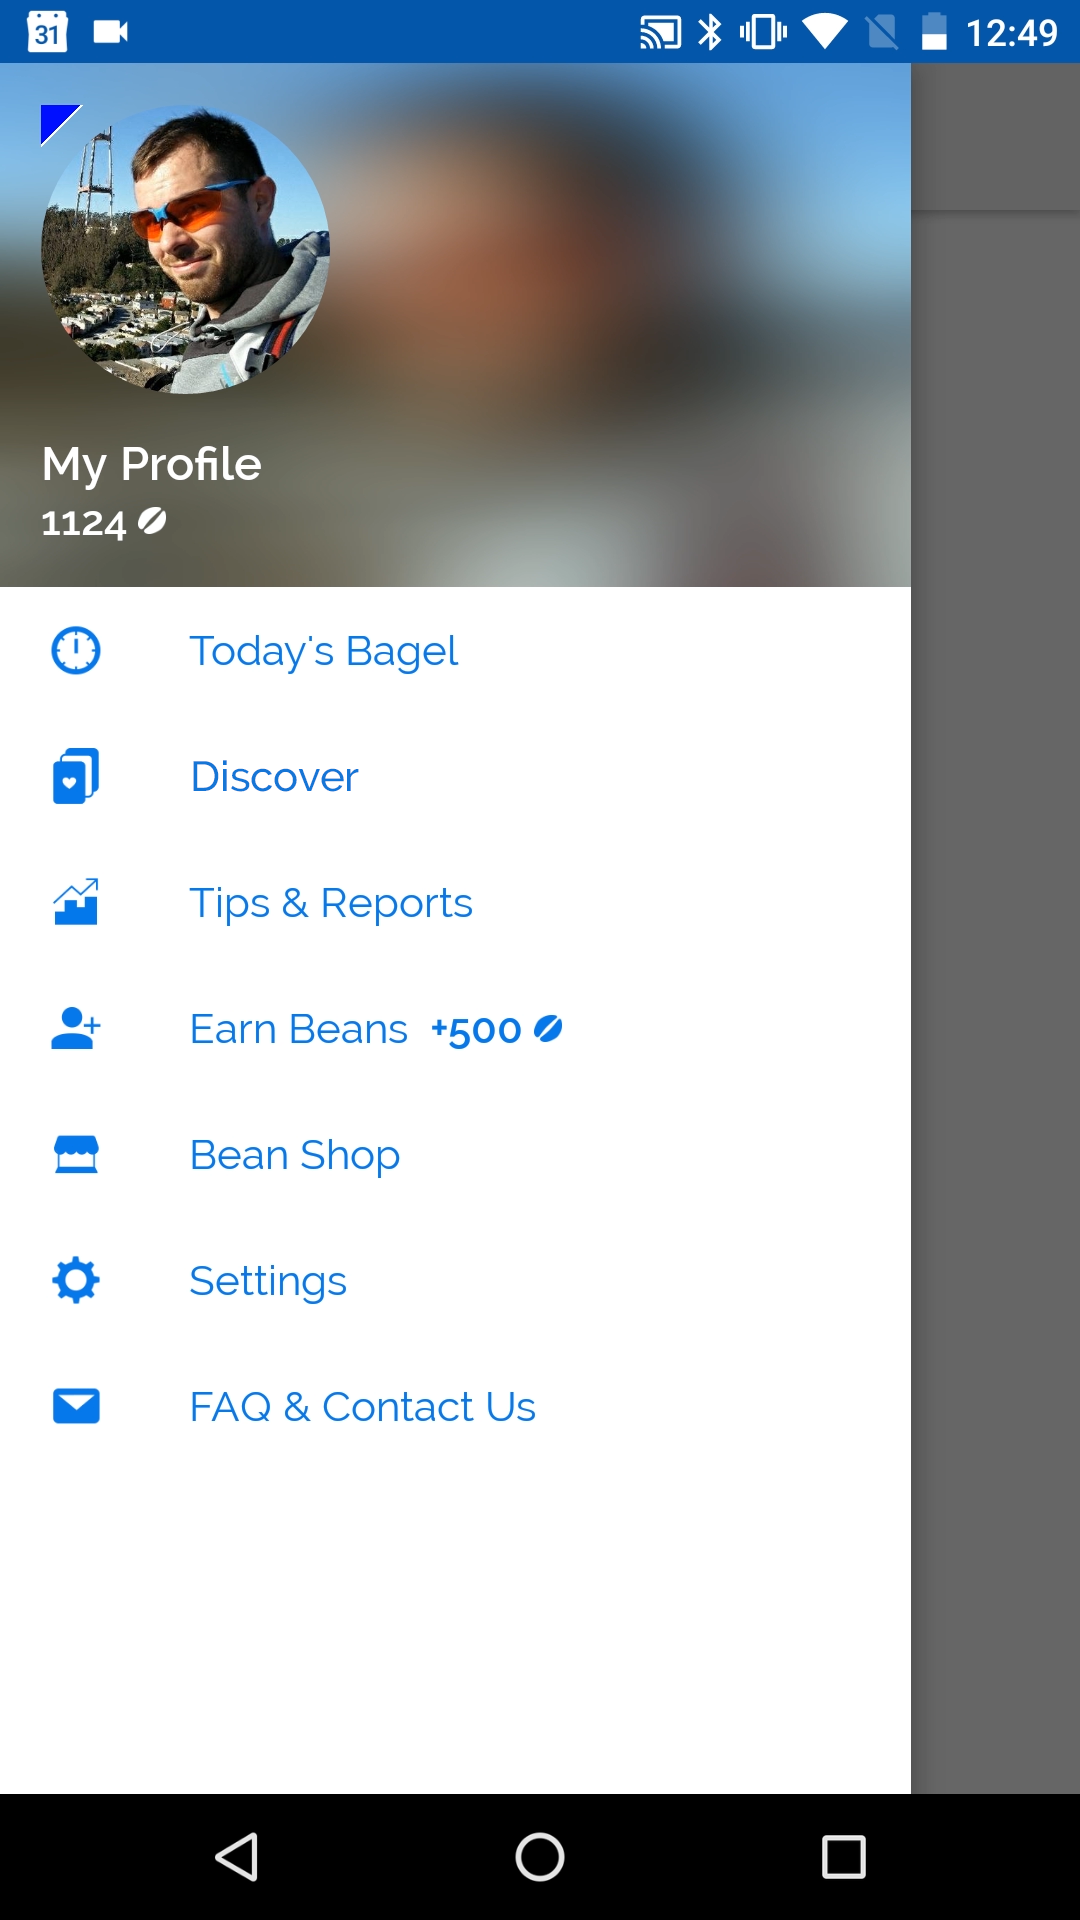 31
12:49
My Profile
1124
Today's Bagel
Discover
Tips & Reports
Earn Beans +500
Bean Shop
Settings
FAQ & Contact Us